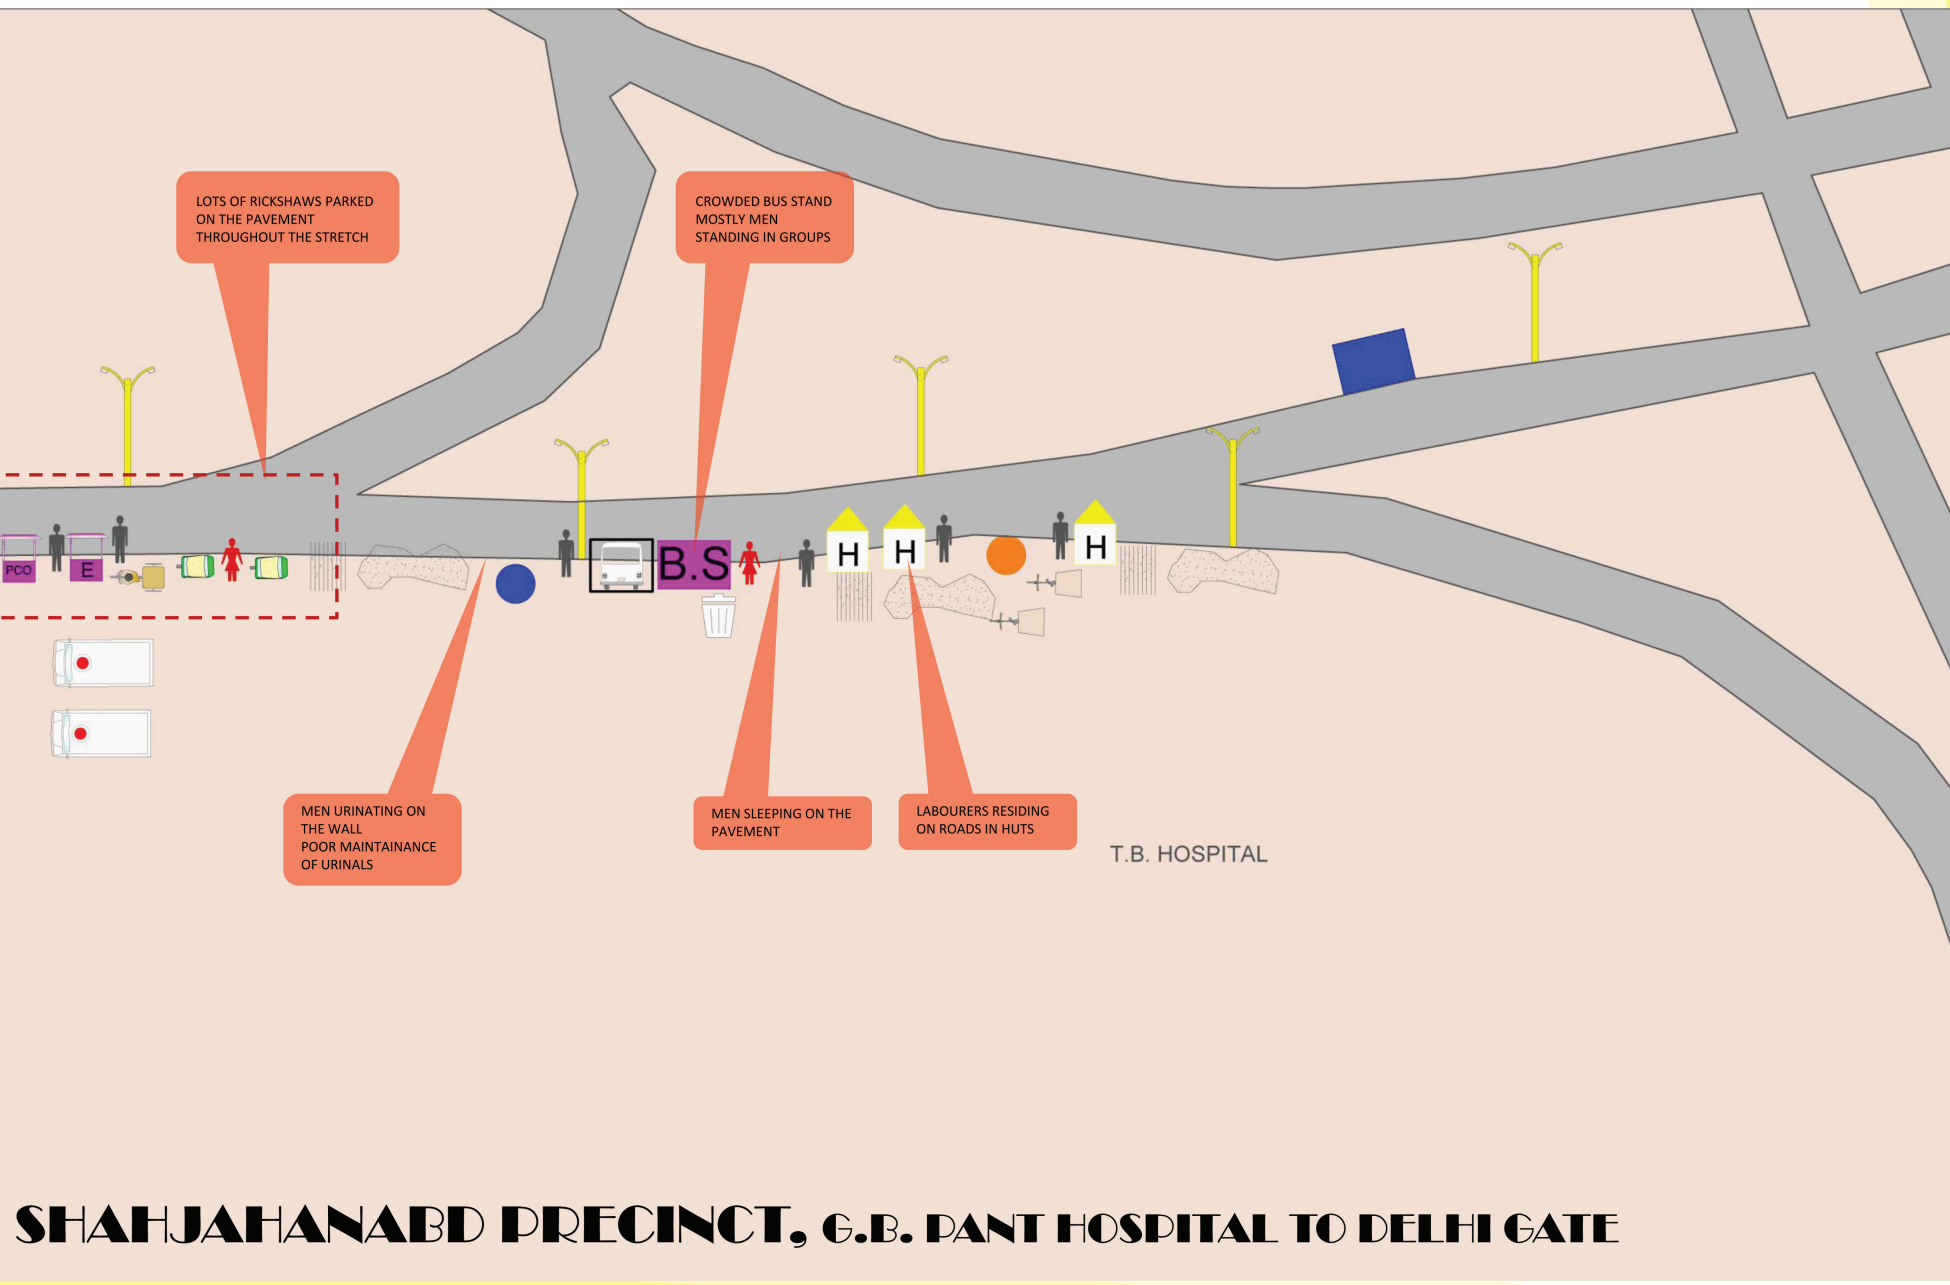 LOTS OF RICKSHAWS PARKED
ON THE PAVEMENT
THROUGHOUT THE STRETCH
CROWDED BUS STAND
MOSTLY MEN
STANDING IN GROUPS
PCO
E
B.S
H
H
H
MEN URINATING ON
THE WALL
POOR MAINTAINANCE
OF URINALS
MEN SLEEPING ON THE
PAVEMENT
LABOURERS RESIDING
ON ROADS IN HUTS
T.B. HOSPITAL
SHAHJAHANABD PRECINCT, G.B. PANT HOSPITAL TO DELHI GATE